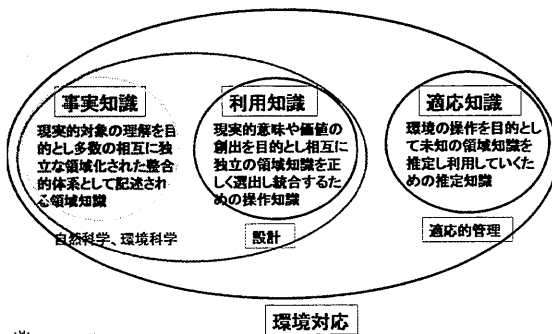 事実知識
現実的対象の理解を目
的とし多数の相互に独
立な領域化された整合
的体系として記述され
る領域知識
自然科学、環境科学
利用知識
現実的意味や価値の
創出を目的とし相互に
独立の領域知識を正
しく選出し統合するた
めの操作知識
設計
適応知識
環境の操作を目的とし
て未知の領域知識を
推定し利用していくた
めの推定知識
適応的管理
環境対応